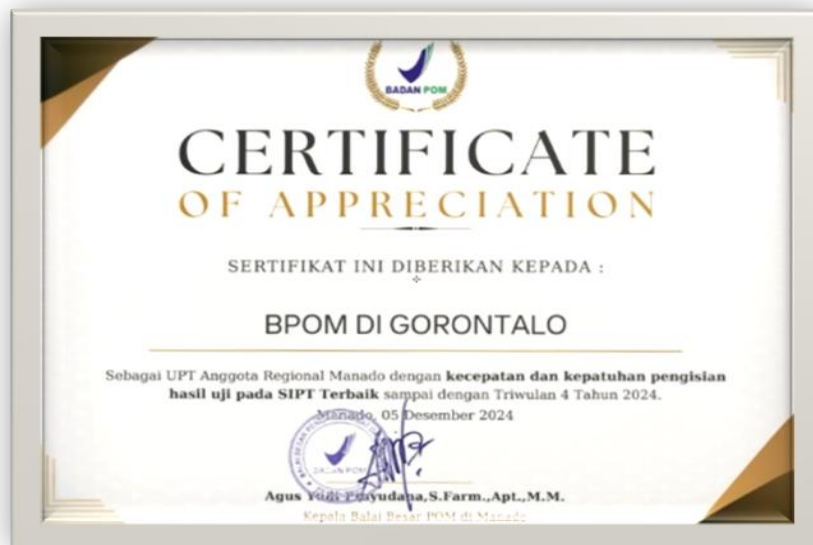 BADAN POM
CERTIFICATE
OF APPRECIATION
SERTIFIKAT INI DIBERIKAN KEPADA :
BPOM DI GORONTALO
Sebagai UPT Anggota Regional Manado dengan kecepatan dan kepatuhan pengisian
hasil uji pada SIPT Terbaik sampai dengan Triwulan 4 Tahun 2024.
Manado, 05 Desember 2024
BADAN POM
Agus Yudi Prayudana,S.Farm.,Apt.,M.M.
Kepala Balai Besar POM di Manado